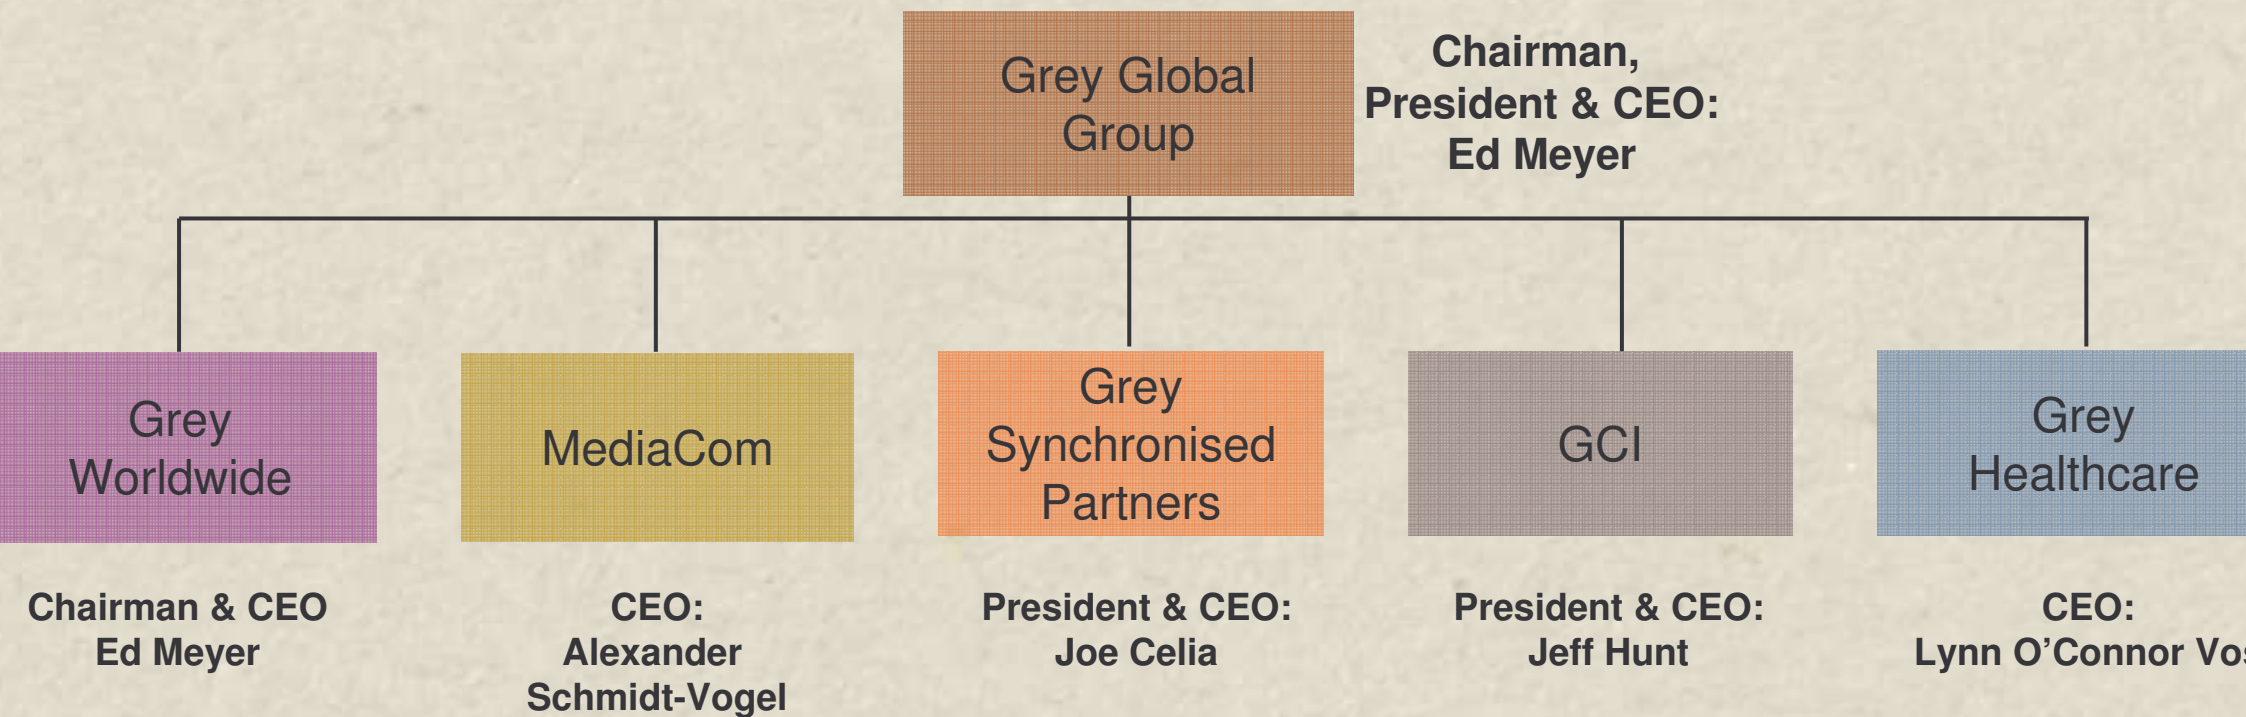 Grey Global
Group
Chairman,
President & CEO:
Ed Meyer
Grey
Worldwide
MediaCom
Grey
Synchronised
Partners
GCI
Grey
Healthcare
Chairman & CEO
Ed Meyer
CEO:
Alexander
Schmidt-Vogel
President & CEO:
Joe Celia
President & CEO:
Jeff Hunt
CEO:
Lynn O’Connor